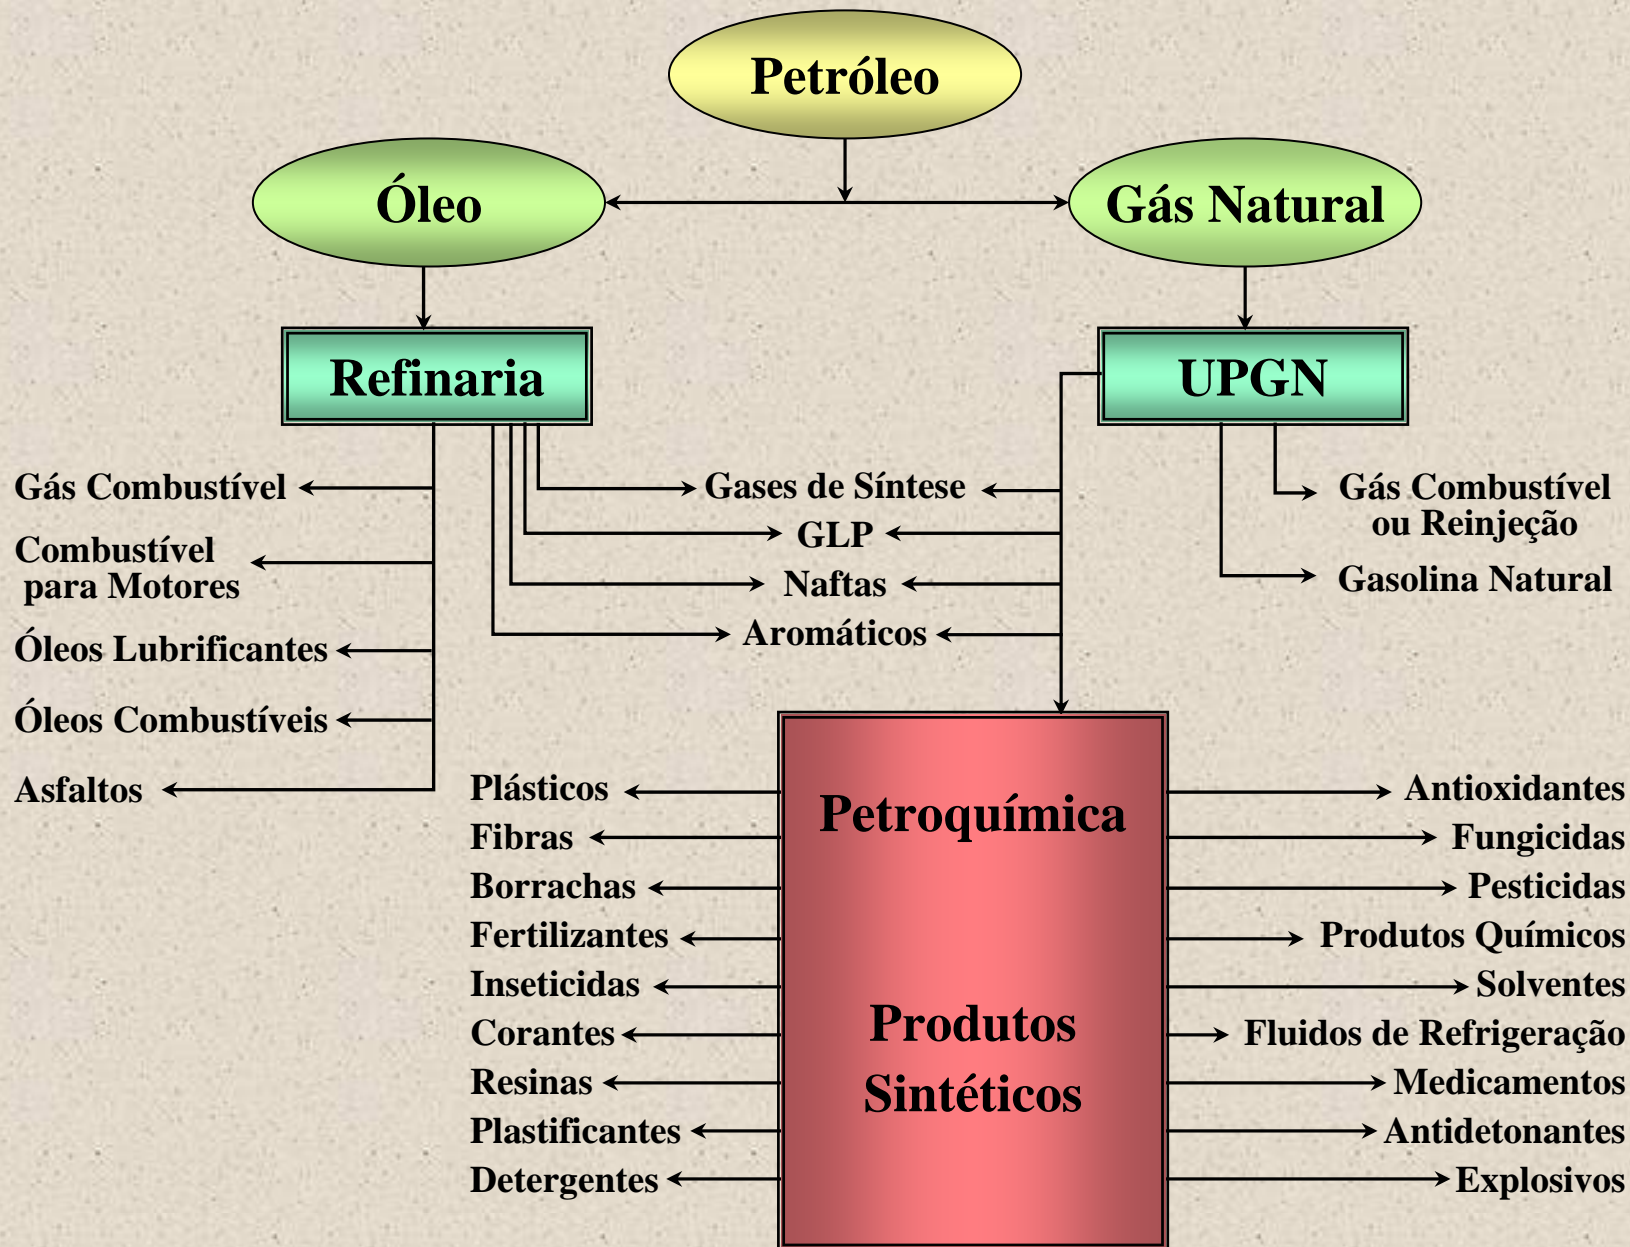 Petróleo
Óleo
Gás Natural
Refinaria
UPGN
Gás Combustível
Combustível
para Motores
Óleos Lubrificantes
Óleos Combustíveis
Asfaltos
Gases de Síntese
GLP
Naftas
Aromáticos
Gás Combustível
ou Reinjeção
Gasolina Natural
Petroquímica
Produtos
Sintéticos
Plásticos
Fibras
Borrachas
Fertilizantes
Inseticidas
Corantes
Resinas
Plastificantes
Detergentes
Antioxidantes
Fungicidas
Pesticidas
Produtos Químicos
Solventes
Fluidos de Refrigeração
Medicamentos
Antidetonantes
Explosivos